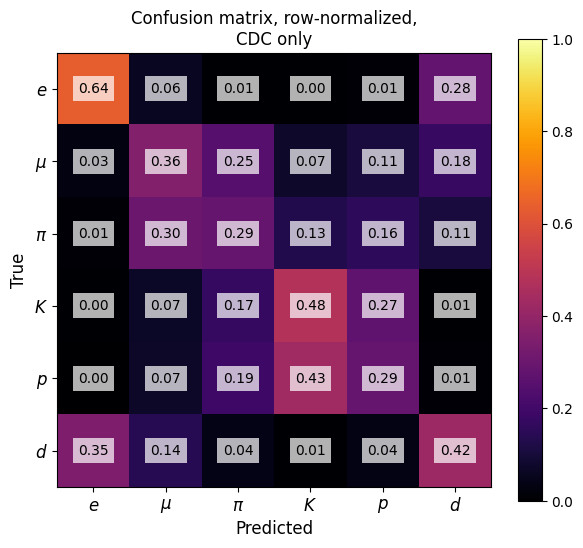 Confusion matrix, row-normalized,
CDC only
True
e 0.64 0.06 0.01 0.00 0.01 0.28
μ 0.03 0.36 0.25 0.07 0.11 0.18
π 0.01 0.30 0.29 0.13 0.16 0.11
K 0.00 0.07 0.17 0.48 0.27 0.01
p 0.00 0.07 0.19 0.43 0.29 0.01
d 0.35 0.14 0.04 0.01 0.04 0.42
e μ π K p d
Predicted
1.0
0.8
0.6
0.4
0.2
0.0